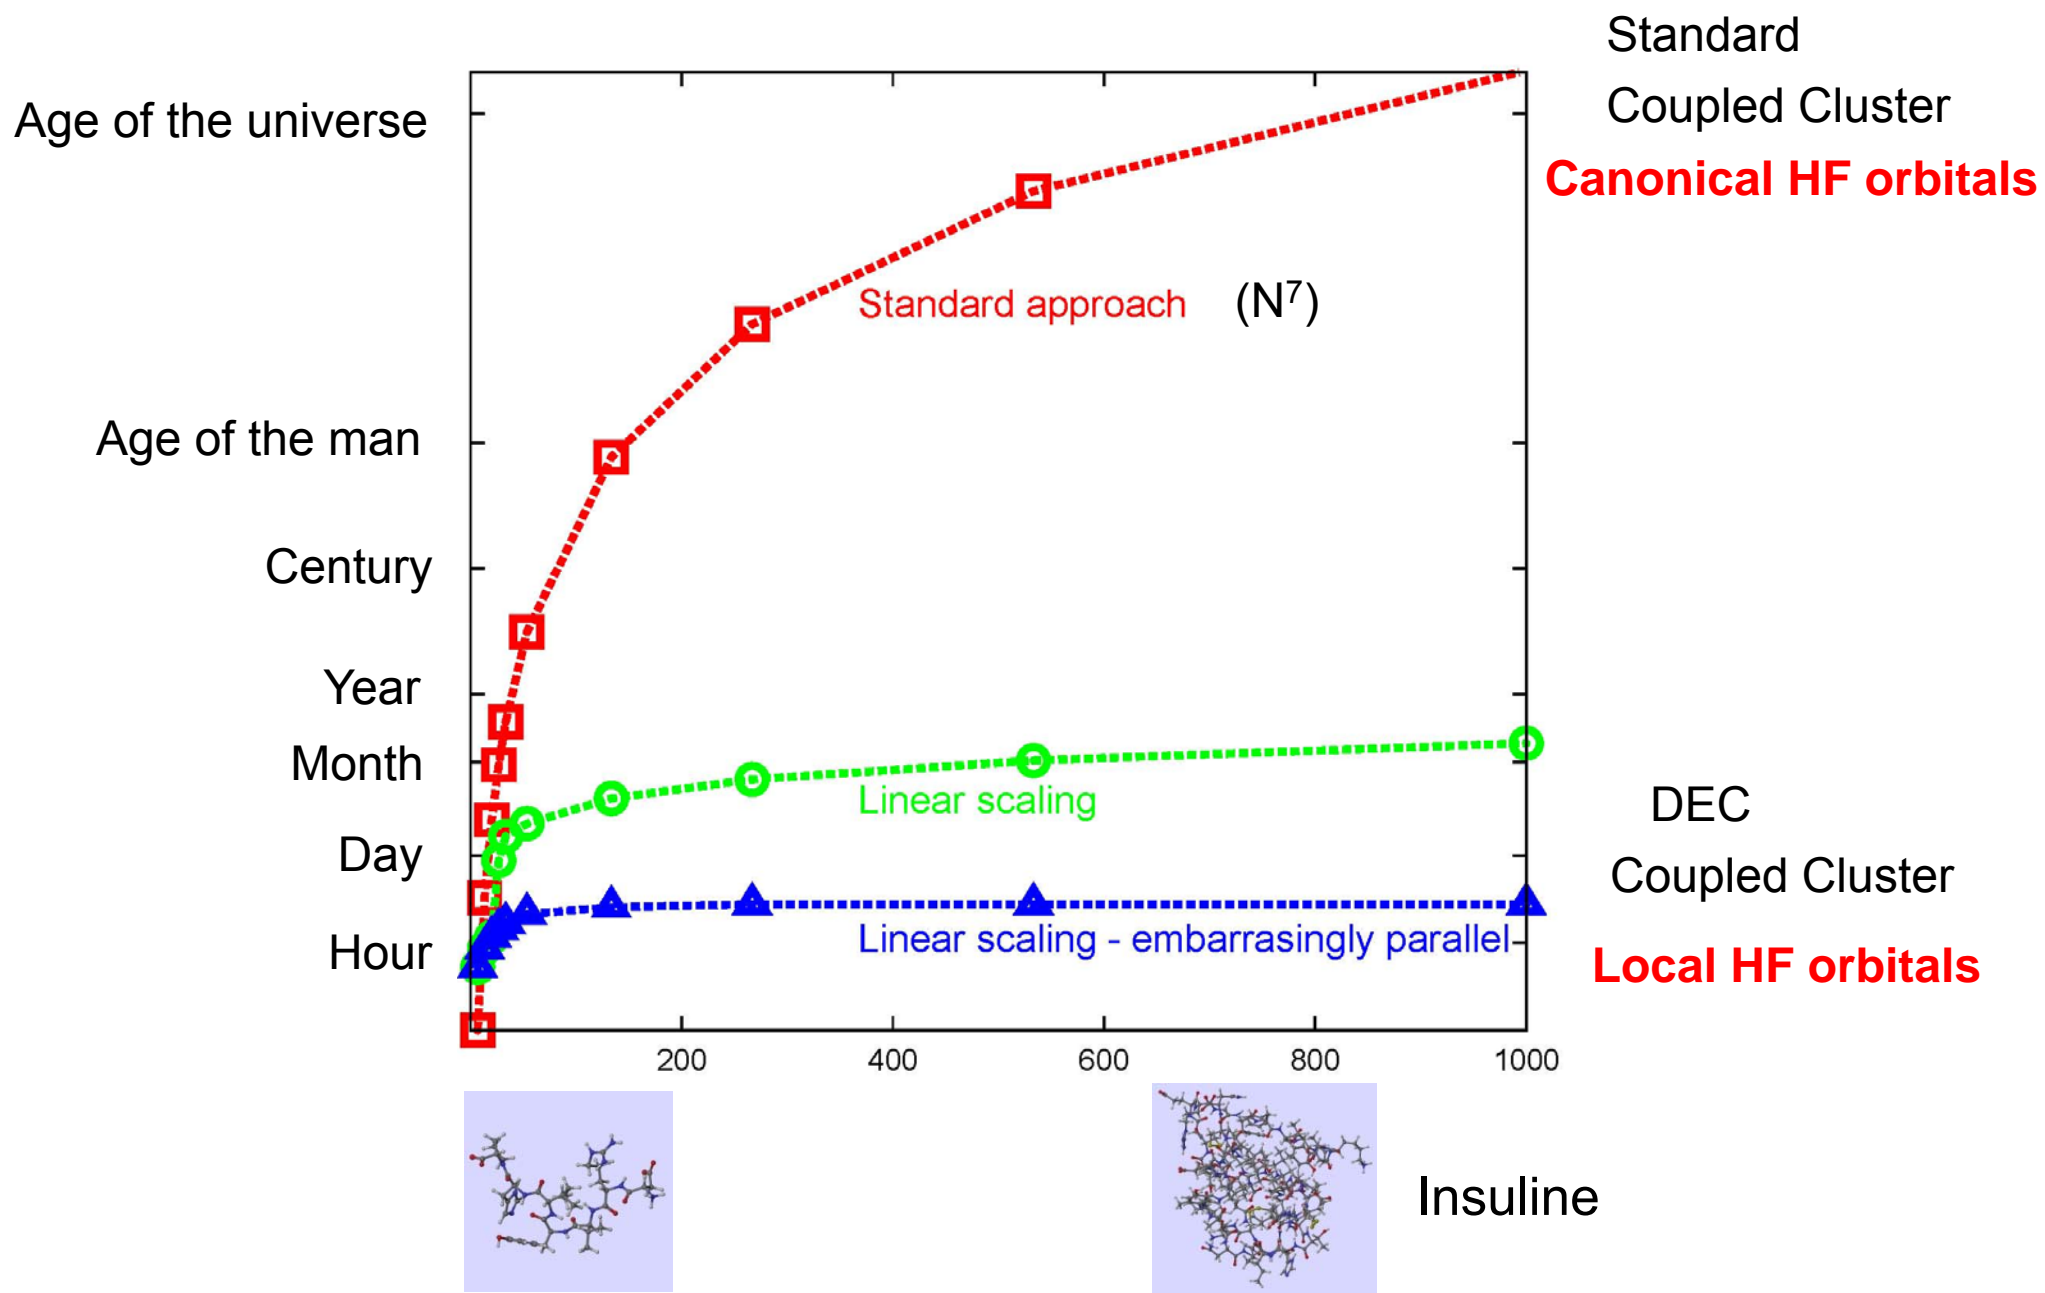 Standard
Coupled Cluster
Canonical HF orbitals
Age of the universe
Standard approach (N⁷)
Age of the man
Century
Year
Month
Linear scaling
DEC
Day
Coupled Cluster
Hour
Linear scaling - embarrasingly parallel
Local HF orbitals
200 400 600 800 1000
Insuline